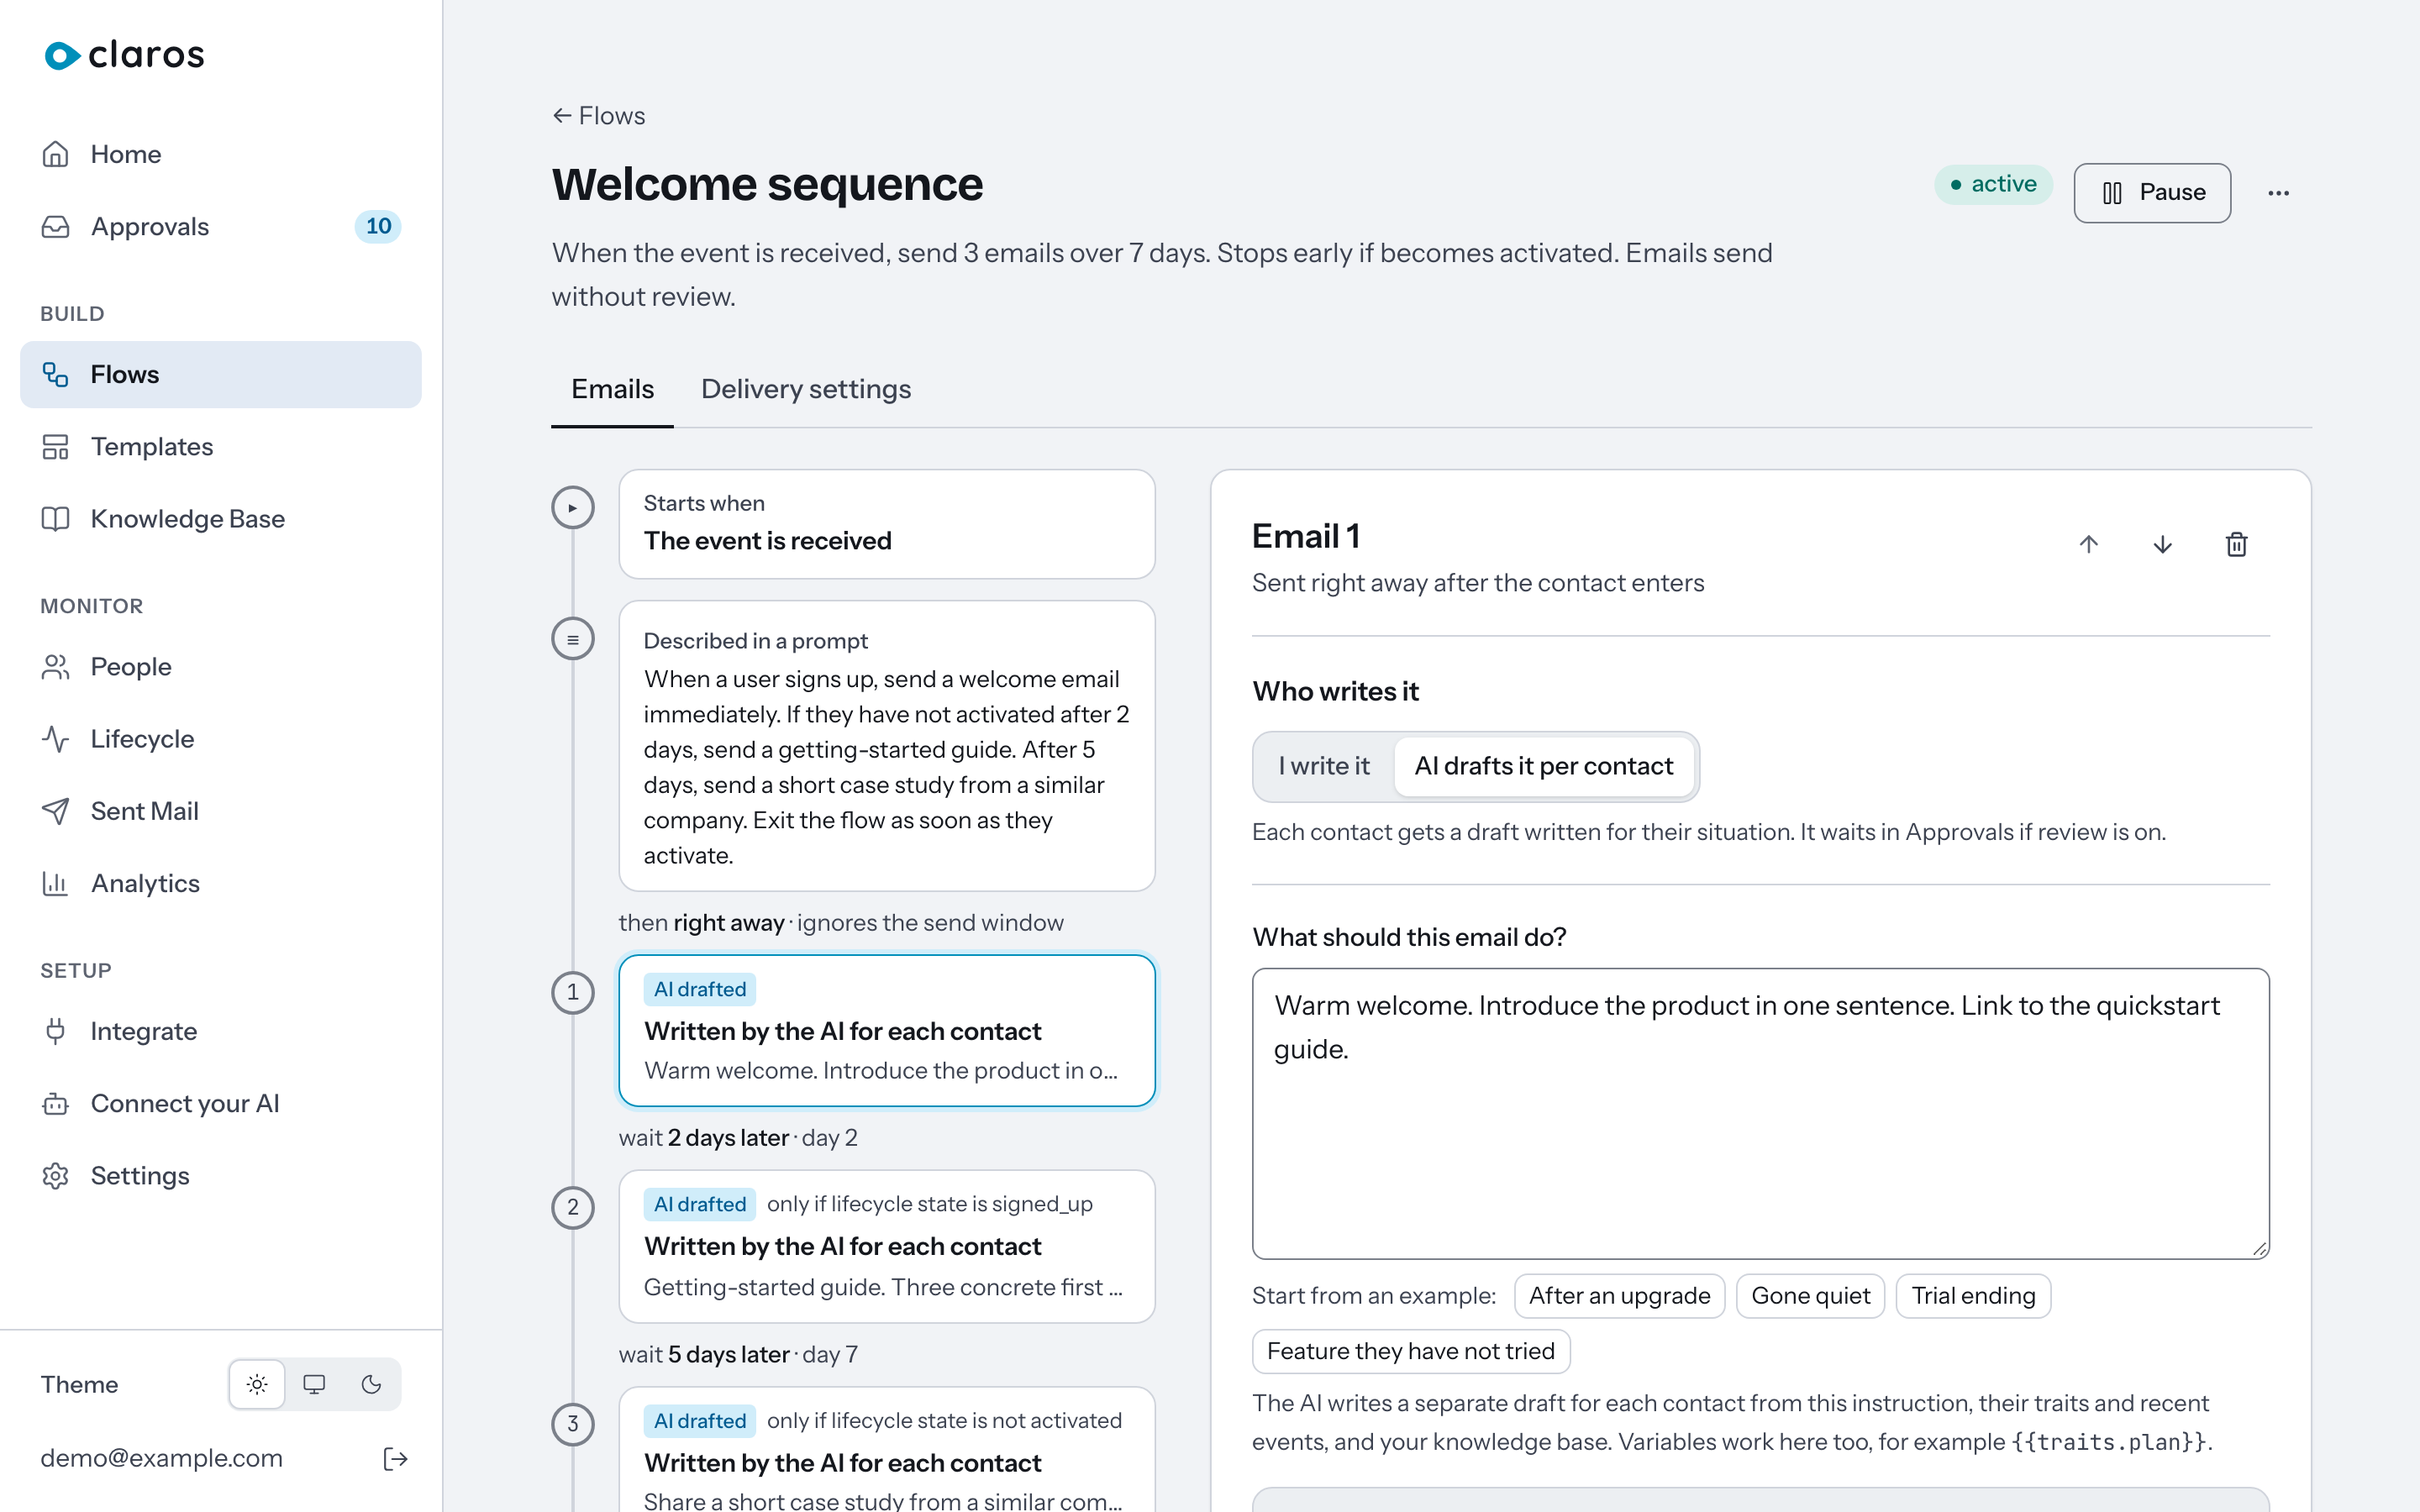 claros
Home
Approvals 10
BUILD
Flows
Templates
Knowledge Base
MONITOR
People
Lifecycle
Sent Mail
Analytics
SETUP
Integrate
Connect your AI
Settings
Theme
demo@example.com
← Flows
Welcome sequence
active
Pause
When the event is received, send 3 emails over 7 days. Stops early if becomes activated. Emails send
without review.
Emails Delivery settings
Starts when
The event is received
Described in a prompt
When a user signs up, send a welcome email
immediately. If they have not activated after 2
days, send a getting-started guide. After 5
days, send a short case study from a similar
company. Exit the flow as soon as they
activate.
then right away · ignores the send window
1
AI drafted
Written by the AI for each contact
Warm welcome. Introduce the product in o...
wait 2 days later · day 2
2
AI drafted only if lifecycle state is signed_up
Written by the AI for each contact
Getting-started guide. Three concrete first ...
wait 5 days later · day 7
3
AI drafted only if lifecycle state is not activated
Written by the AI for each contact
Share a short case study from a similar com...
Email 1
Sent right away after the contact enters
Who writes it
I write it AI drafts it per contact
Each contact gets a draft written for their situation. It waits in Approvals if review is on.
What should this email do?
Warm welcome. Introduce the product in one sentence. Link to the quickstart
guide.
Start from an example: After an upgrade Gone quiet Trial ending
Feature they have not tried
The AI writes a separate draft for each contact from this instruction, their traits and recent
events, and your knowledge base. Variables work here too, for example {{traits.plan}}.